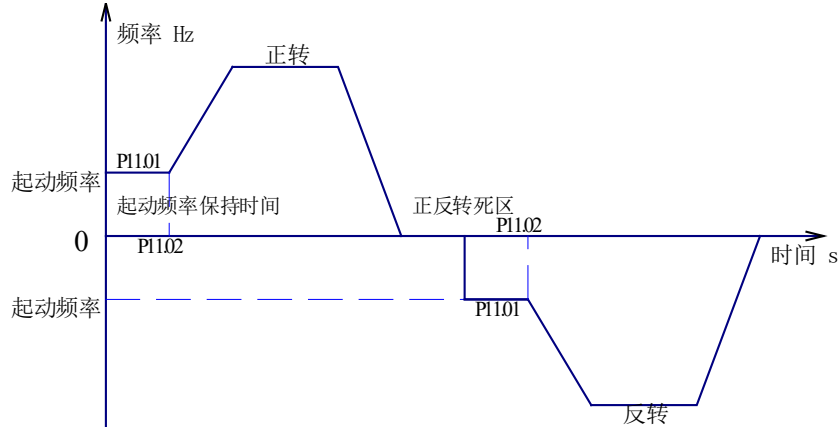 频率 Hz
正转
P11.01
起动频率
起动频率保持时间
正反转死区
P11.02
P11.02
0
时间 s
起动频率
P11.01
反转